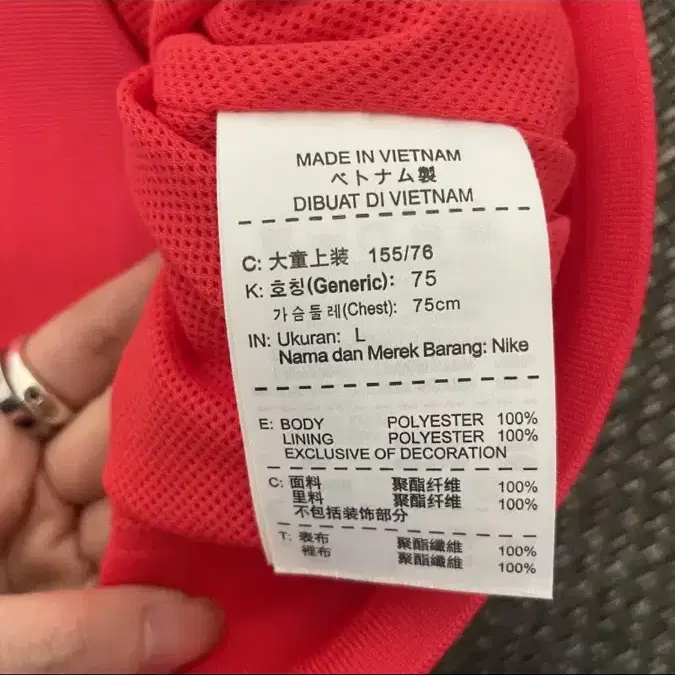 MADE IN VIETNAM
ベトナム製
DIBUAT DI VIETNAM
C: 大童上装 155/76
K: 호칭(Generic): 75
가슴둘레(Chest): 75cm
IN: Ukuran: L
Nama dan Merek Barang: Nike
E: BODY POLYESTER 100%
LINING POLYESTER 100%
EXCLUSIVE OF DECORATION
C: 面料 聚酯纤维 100%
里料 聚酯纤维 100%
不包括装饰部分
T: 表布 聚酯纖維 100%
裡布 聚酯纖維 100%